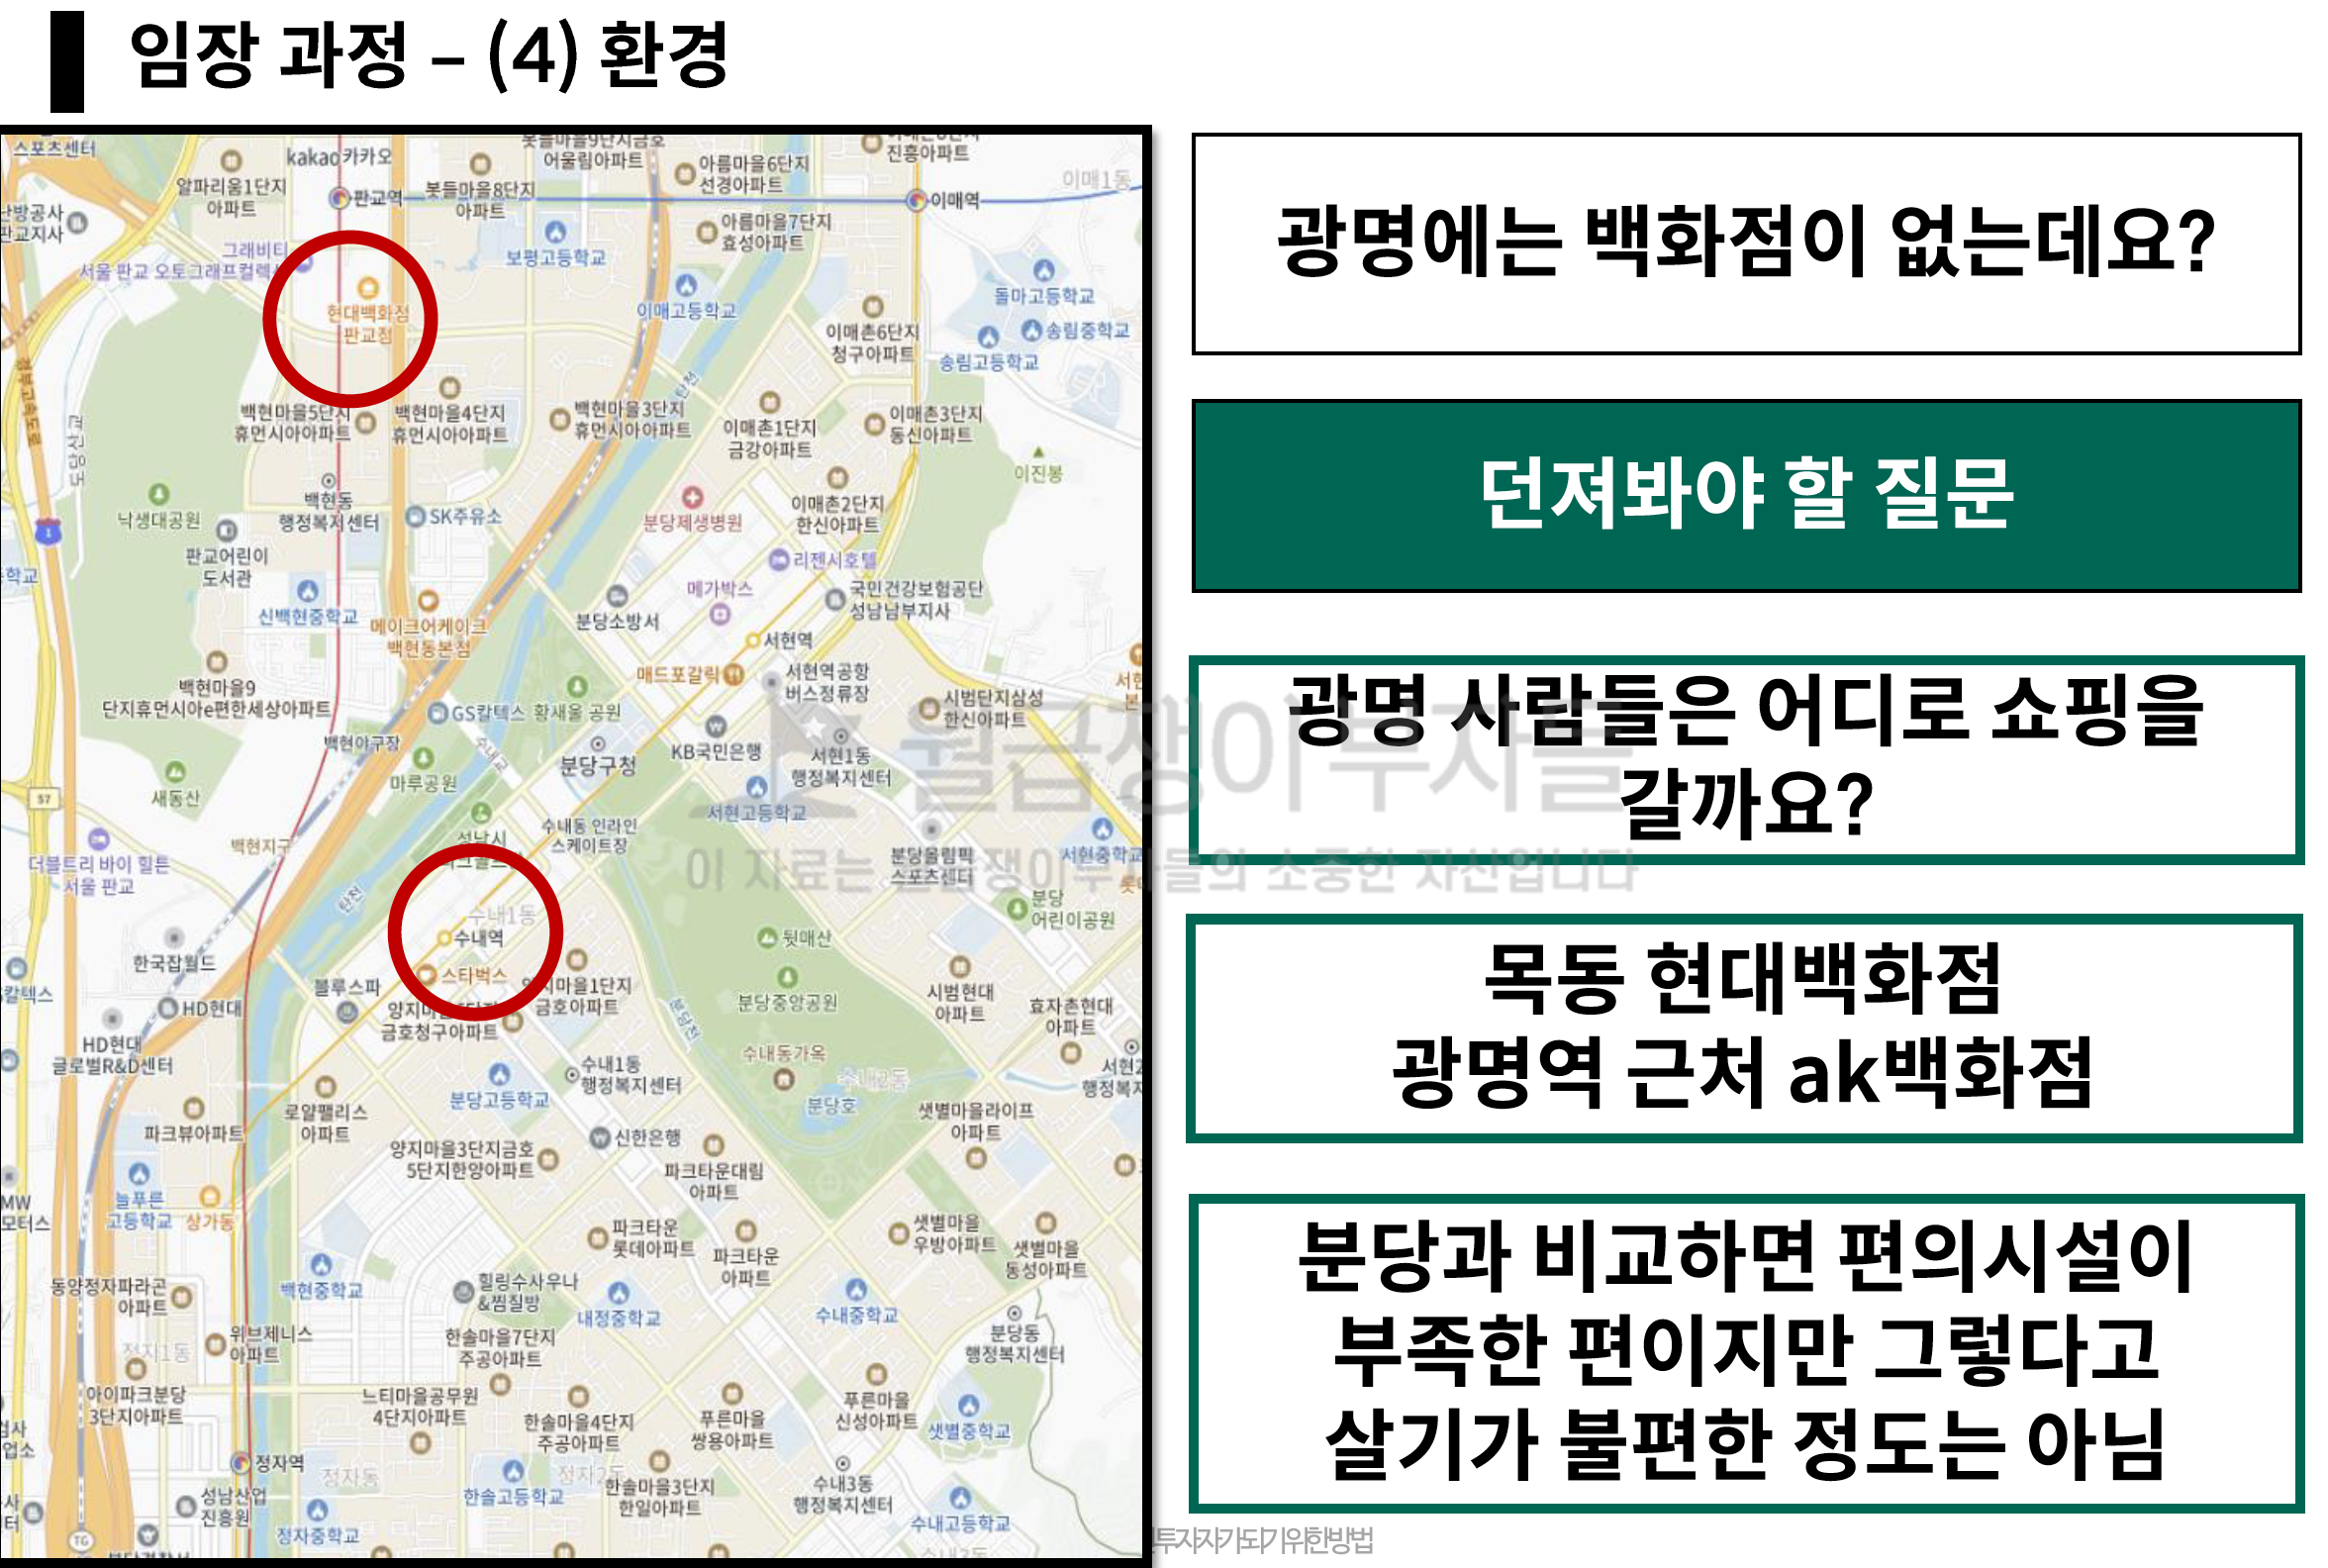 임장 과정 – (4) 환경
광명에는 백화점이 없는데요?
던져봐야 할 질문
광명 사람들은 어디로 쇼핑을
갈까요?
목동 현대백화점
광명역 근처 ak백화점
분당과 비교하면 편의시설이
부족한 편이지만 그렇다고
살기가 불편한 정도는 아님
월급쟁이부자들
이 자료는 월급쟁이부자들의 소중한 자산입니다
투자자가되기위한방법
스포츠센터
kakao카카오
어울림아파트
아름마을6단지
선경아파트
진흥아파트
이매1동
알파리움1단지
아파트
판교역
봇들마을8단지
아파트
이매역
아름마을7단지
효성아파트
판교지사
그래비티
서울 판교 오토그래프컬렉
보평고등학교
현대백화점
판교점
이매고등학교
돌마고등학교
송림중학교
송림고등학교
이매촌6단지
청구아파트
경부고속도로
탄천
백현마을5단지
휴먼시아아파트
백현마을4단지
휴먼시아아파트
백현마을3단지
휴먼시아아파트
이매촌1단지
금강아파트
이매촌3단지
동신아파트
이진봉
낙생대공원
백현동
행정복지센터
SK주유소
분당제생병원
이매촌2단지
한신아파트
1
판교어린이
도서관
리젠시호텔
메가박스
국민건강보험공단
성남남부지사
신백현중학교
메이크어케이크
백현동본점
분당소방서
서현역
매드포갈릭
서현역공항
버스정류장
백현마을9
단지휴먼시아e편한세상아파트
GS칼텍스
황새울 공원
시범단지삼성
한신아파트
백현야구장
수내교
분당구청
KB국민은행
서현1동
행정복지센터
마루공원
새동산
57
서현고등학교
성남시
수내동 인라인
스케이트장
백현지구
더블트리 바이 힐튼
서울 판교
분당올림픽
스포츠센터
서현중학교
탄천
수내1동
수내역
분당
어린이공원
뒷매산
한국잡월드
스타벅스
블루스파
금호아파트
분당중앙공원
시범현대
아파트
효자촌현대
아파트
HD현대
금호청구아파트
분당천
HD현대
글로벌R&D센터
수내동가옥
수내2동
수내1동
행정복지센터
분당고등학교
분당호
로얄팰리스
아파트
샛별마을라이프
아파트
파크뷰아파트
신한은행
양지마을3단지금호
5단지한양아파트
파크타운대림
아파트
늘푸른
고등학교
상가동
파크타운
롯데아파트
파크타운
아파트
샛별마을
우방아파트
샛별마을
동성아파트
동양정자파라곤
아파트
백현중학교
힐링수사우나
&찜질방
내정중학교
수내중학교
분당동
행정복지센터
위브제니스
아파트
정자1동
한솔마을7단지
주공아파트
아이파크분당
3단지아파트
느티마을공무원
4단지아파트
한솔마을4단지
주공아파트
푸른마을
쌍용아파트
푸른마을
신성아파트
샛별중학교
정자역
정자동
정자2동
한솔고등학교
한솔마을3단지
한일아파트
수내3동
행정복지센터
성남산업
진흥원
정자중학교
수내고등학교
TG